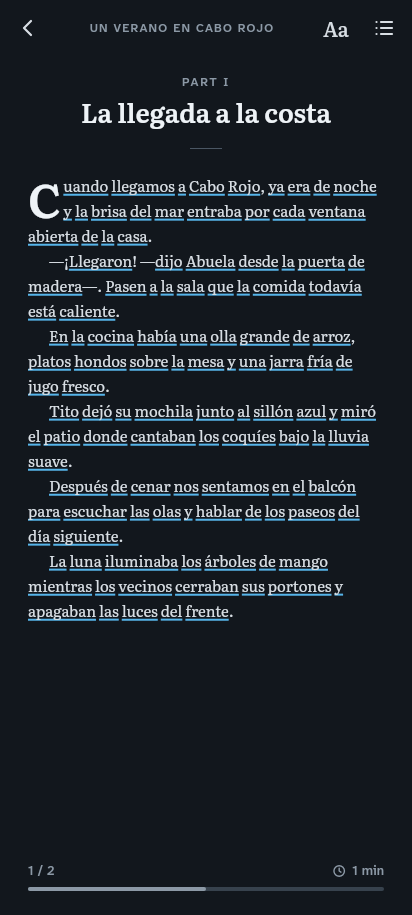 UN VERANO EN CABO ROJO
Aa
PART I
La llegada a la costa
Cuando llegamos a Cabo Rojo, ya era de noche
y la brisa del mar entraba por cada ventana
abierta de la casa.
—¡Llegaron! —dijo Abuela desde la puerta de
madera—. Pasen a la sala que la comida todavía
está caliente.
En la cocina había una olla grande de arroz,
platos hondos sobre la mesa y una jarra fría de
jugo fresco.
Tito dejó su mochila junto al sillón azul y miró
el patio donde cantaban los coquíes bajo la lluvia
suave.
Después de cenar nos sentamos en el balcón
para escuchar las olas y hablar de los paseos del
día siguiente.
La luna iluminaba los árboles de mango
mientras los vecinos cerraban sus portones y
apagaban las luces del frente.
1 / 2
1 min